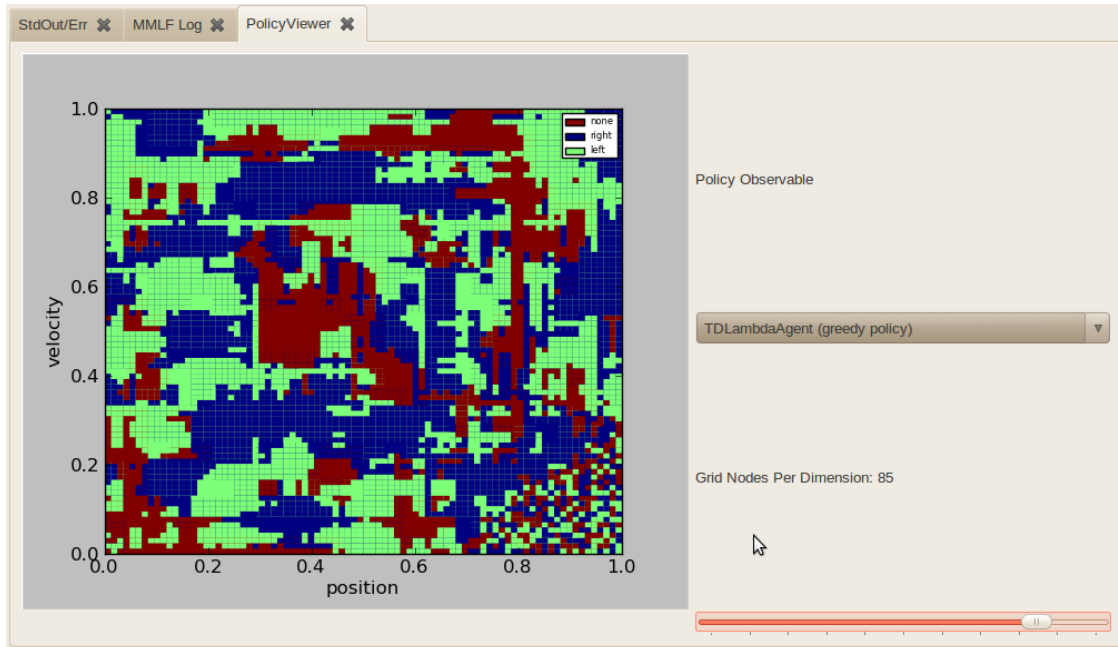 StdOut/Err
MMLF Log
PolicyViewer
1.0
0.8
0.6
0.4
0.2
0.0
velocity
0.0 0.2 0.4 0.6 0.8 1.0
position
none
right
left
Policy Observable
TDLambdaAgent (greedy policy)
Grid Nodes Per Dimension: 85